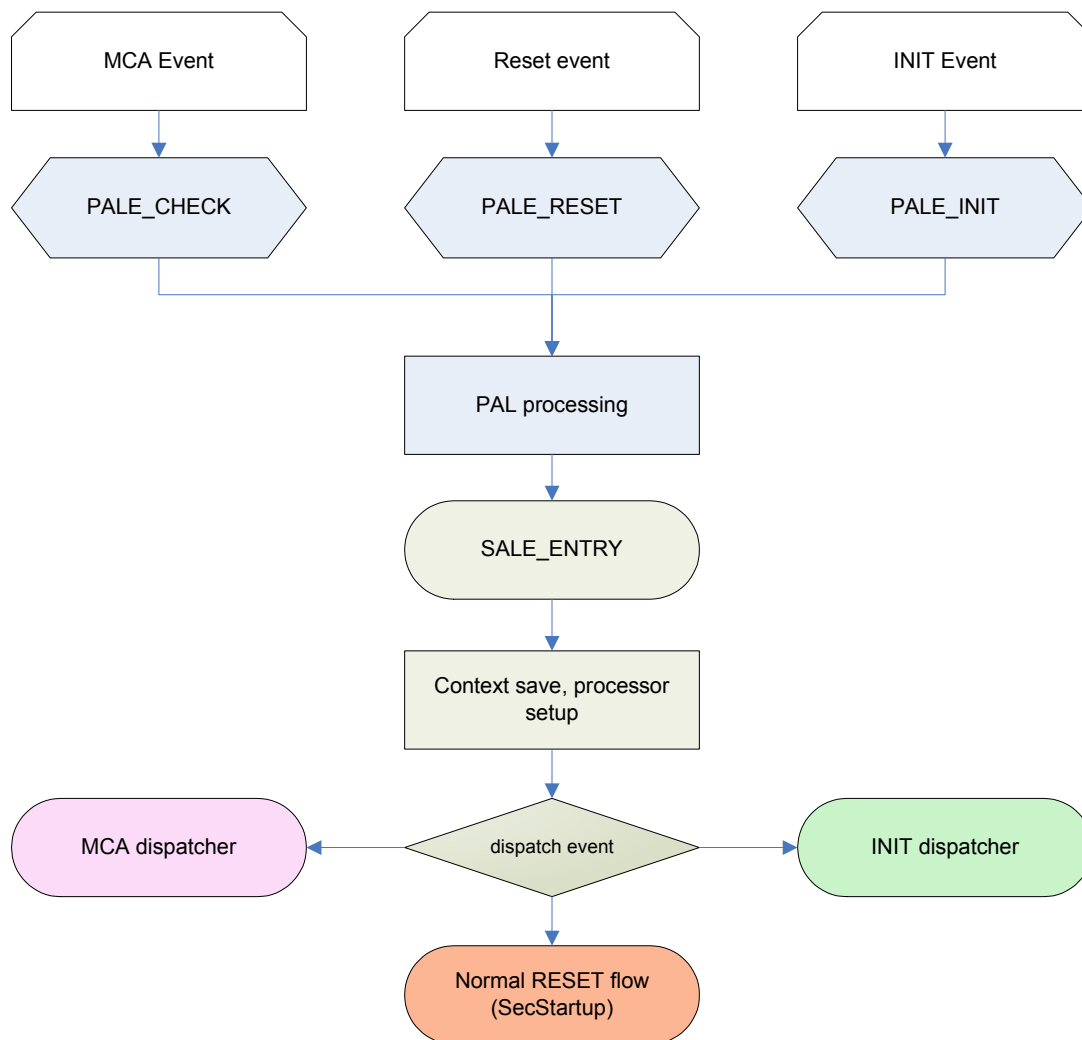 MCA Event
Reset event
INIT Event
PALE_CHECK
PALE_RESET
PALE_INIT
PAL processing
SALE_ENTRY
Context save, processor
setup
MCA dispatcher
dispatch event
INIT dispatcher
Normal RESET flow
(SecStartup)